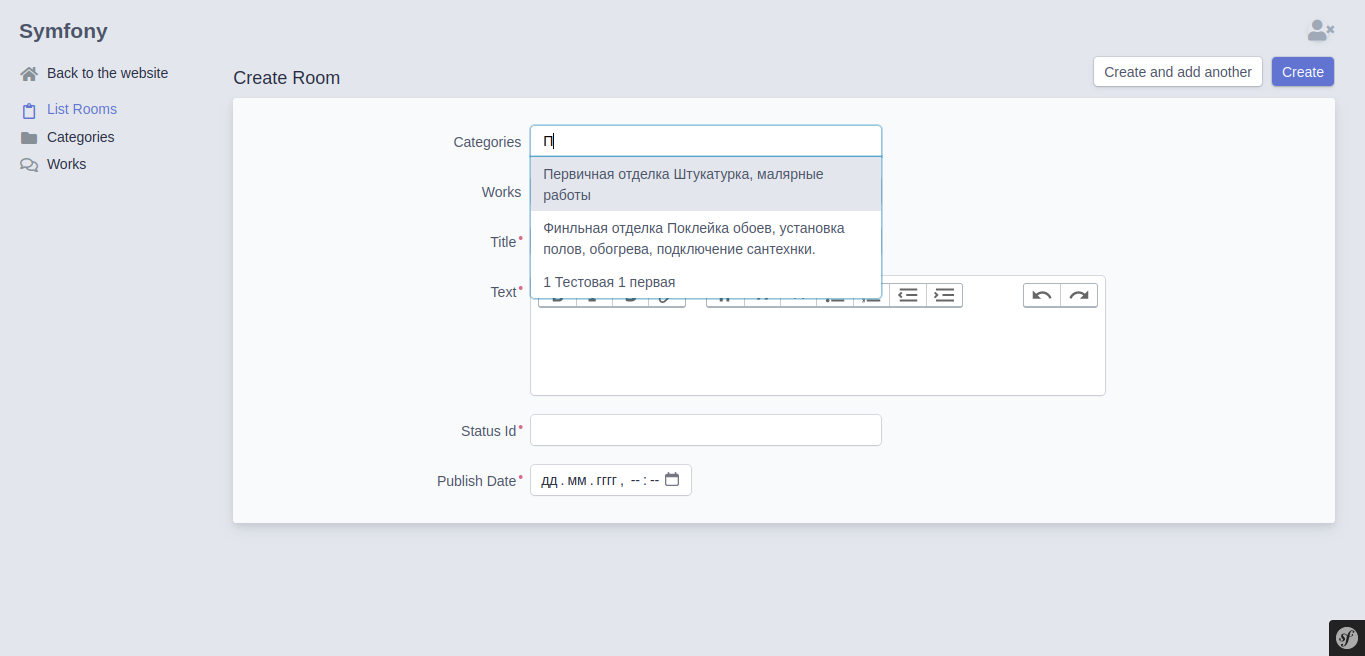 Symfony
Back to the website
List Rooms
Categories
Works
Create Room
Create and add another
Create
Categories
П
Первичная отделка Штукатурка, малярные
работы
Финльная отделка Поклейка обоев, установка
полов, обогрева, подключение сантехнки.
1 Тестовая 1 первая
Works
Title
Text
Status Id
Publish Date
дд . мм . гггг , -- : --
sf